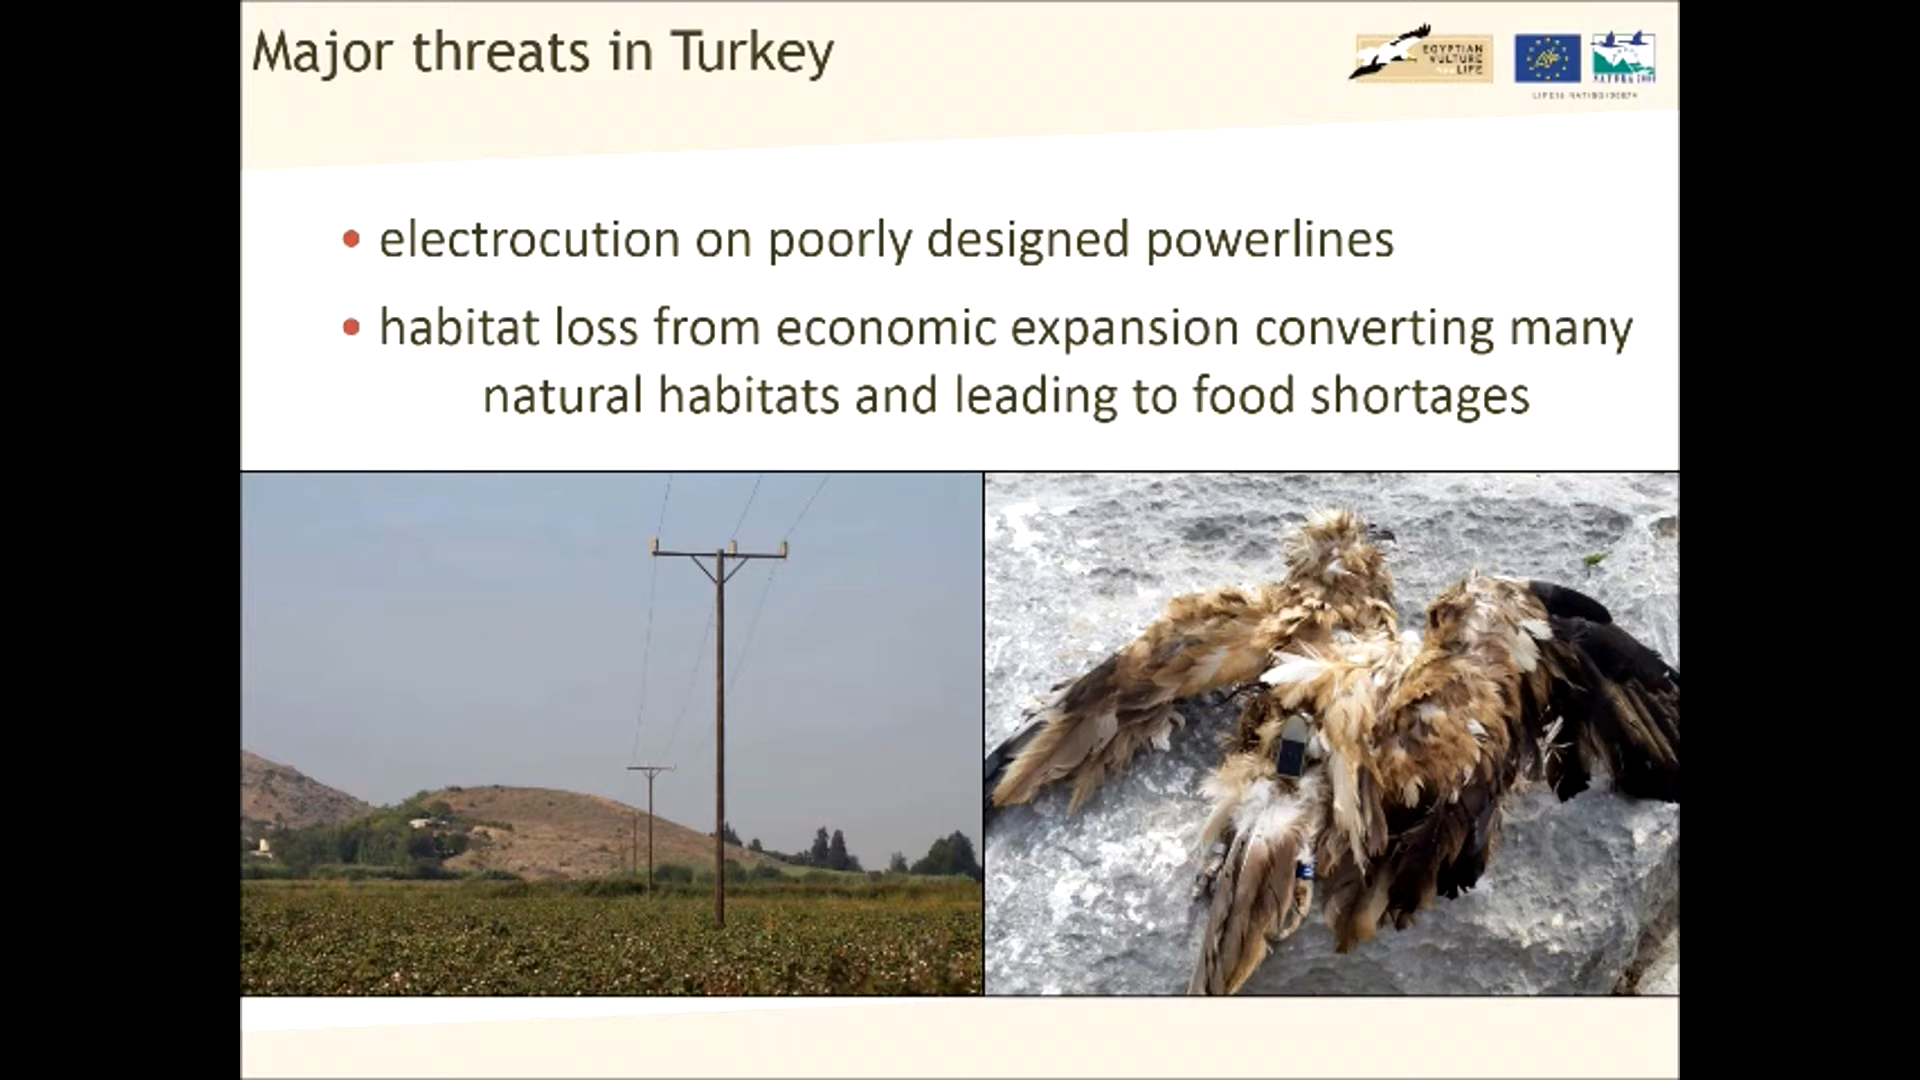 Major threats in Turkey
EGYPTIAN
VULTURE
LIFE
• electrocution on poorly designed powerlines
• habitat loss from economic expansion converting many
natural habitats and leading to food shortages